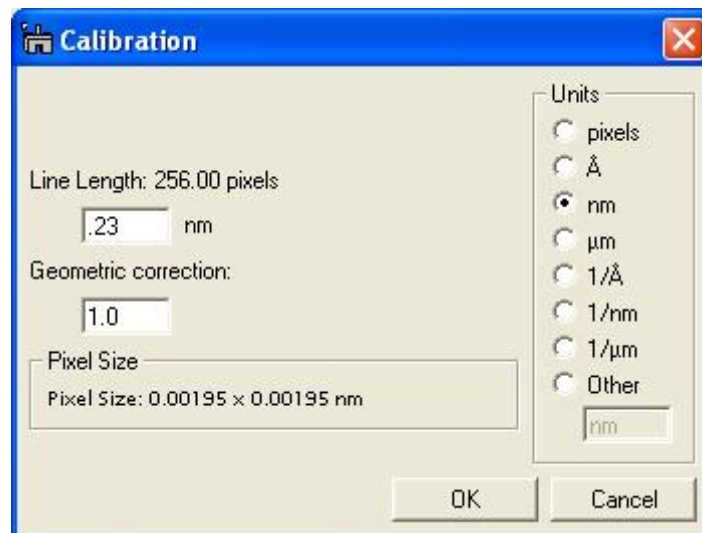 Calibration
Line Length: 256.00 pixels
.23 nm
Geometric correction:
1.0
Pixel Size
Pixel Size: 0.00195 x 0.00195 nm
Units
pixels
Å
nm
µm
1/Å
1/nm
1/µm
Other
nm
OK
Cancel